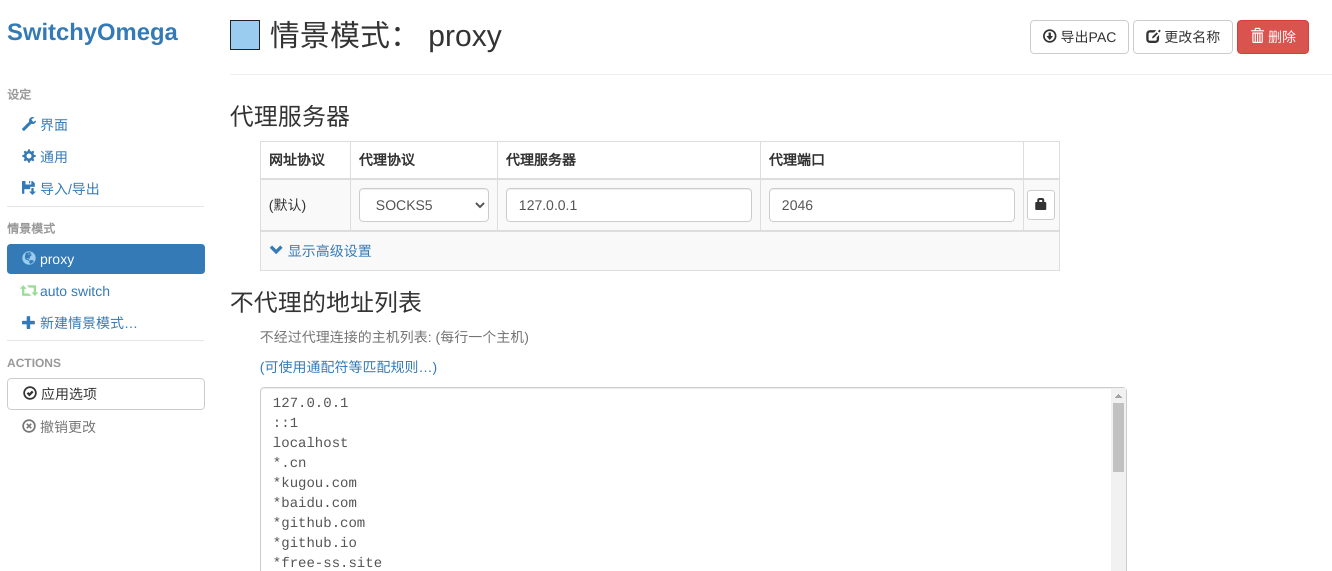 SwitchyOmega
设定
界面
通用
导入/导出
情景模式
proxy
auto switch
新建情景模式…
ACTIONS
应用选项
撤销更改
情景模式： proxy
导出PAC
更改名称
删除
代理服务器
网址协议 代理协议 代理服务器 代理端口
(默认) SOCKS5 127.0.0.1 2046
显示高级设置
不代理的地址列表
不经过代理连接的主机列表: (每行一个主机)
(可使用通配符等匹配规则…)
127.0.0.1
::1
localhost
*.cn
*kugou.com
*baidu.com
*github.com
*github.io
*free-ss.site